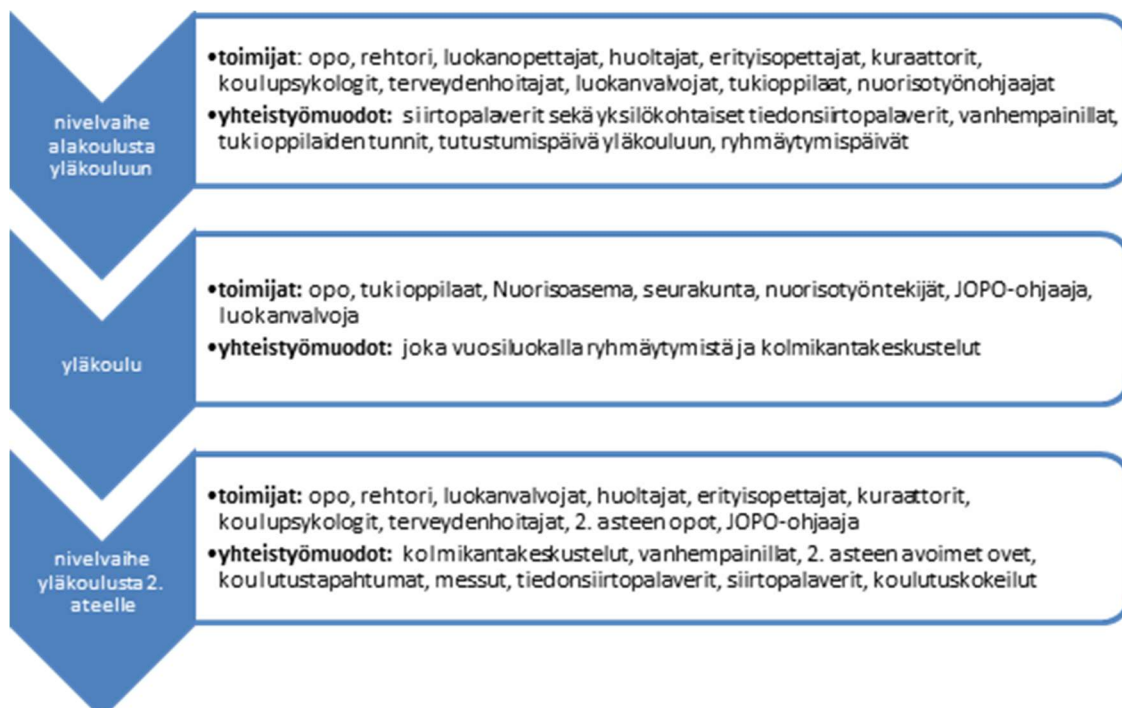 nivelvaihe
alakoulusta
yläkouluun
•toimijat: opo, rehtori, luokanopettajat, huoltajat, erityisopettajat, kuraattorit,
koulupsykologit, terveydenhoitajat, luokanvalvojat, tukioppilaat, nuorisotyönohjaajat
•yhteistyömuodot: siirtopalaverit sekä yksilökohtaiset tiedonsiirtopalaverit, vanhempainillat,
tukioppilaiden tunnit, tutustumispäivä yläkouluun, ryhmäytymispäivät
yläkoulu
•toimijat: opo, tukioppilaat, Nuorisoasema, seurakunta, nuorisotyöntekijät, JOPO-ohjaaja,
luokanvalvoja
•yhteistyömuodot: joka vuosiluokalla ryhmäytymistä ja kolmikantakeskustelut
nivelvaihe
yläkoulusta 2.
ateelle
•toimijat: opo, rehtori, luokanvalvojat, huoltajat, erityisopettajat, kuraattorit,
koulupsykologit, terveydenhoitajat, 2. asteen opot, JOPO-ohjaaja
•yhteistyömuodot: kolmikantakeskustelut, vanhempainillat, 2. asteen avoimet ovet,
koulutustapahtumat, messut, tiedonsiirtopalaverit, siirtopalaverit, koulutuskokeilut